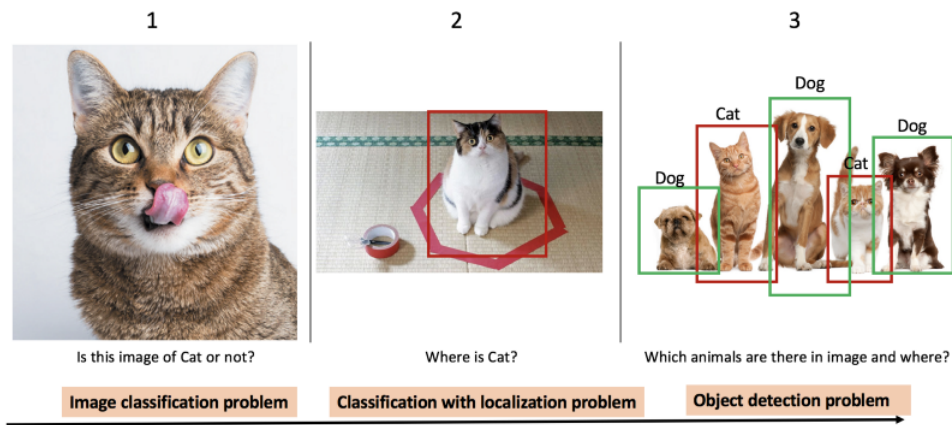 1
2
3
Dog
Cat
Dog
Cat
Dog
Is this image of Cat or not?
Where is Cat?
Which animals are there in image and where?
Image classification problem
Classification with localization problem
Object detection problem